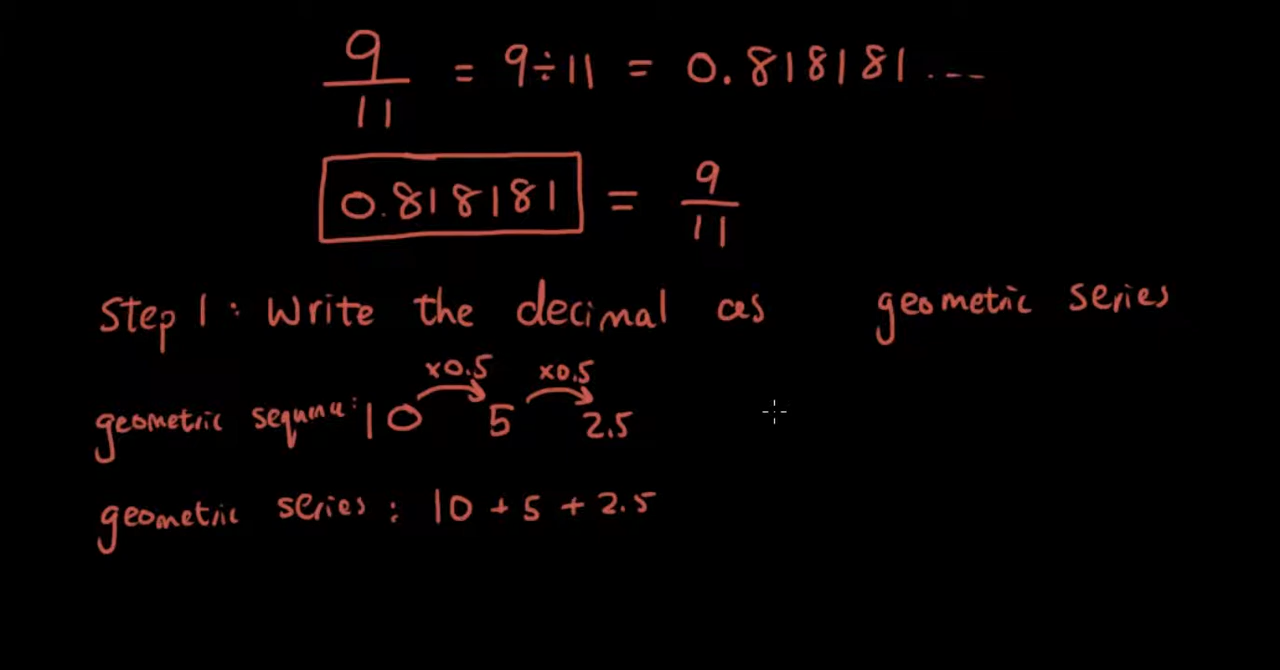 9/11 = 9÷11 = 0.818181....
0.818181 = 9/11
Step 1: Write the decimal as geometric series
×0.5 ×0.5
geometric sequence: 10 5 2.5
geometric series: 10 + 5 + 2.5